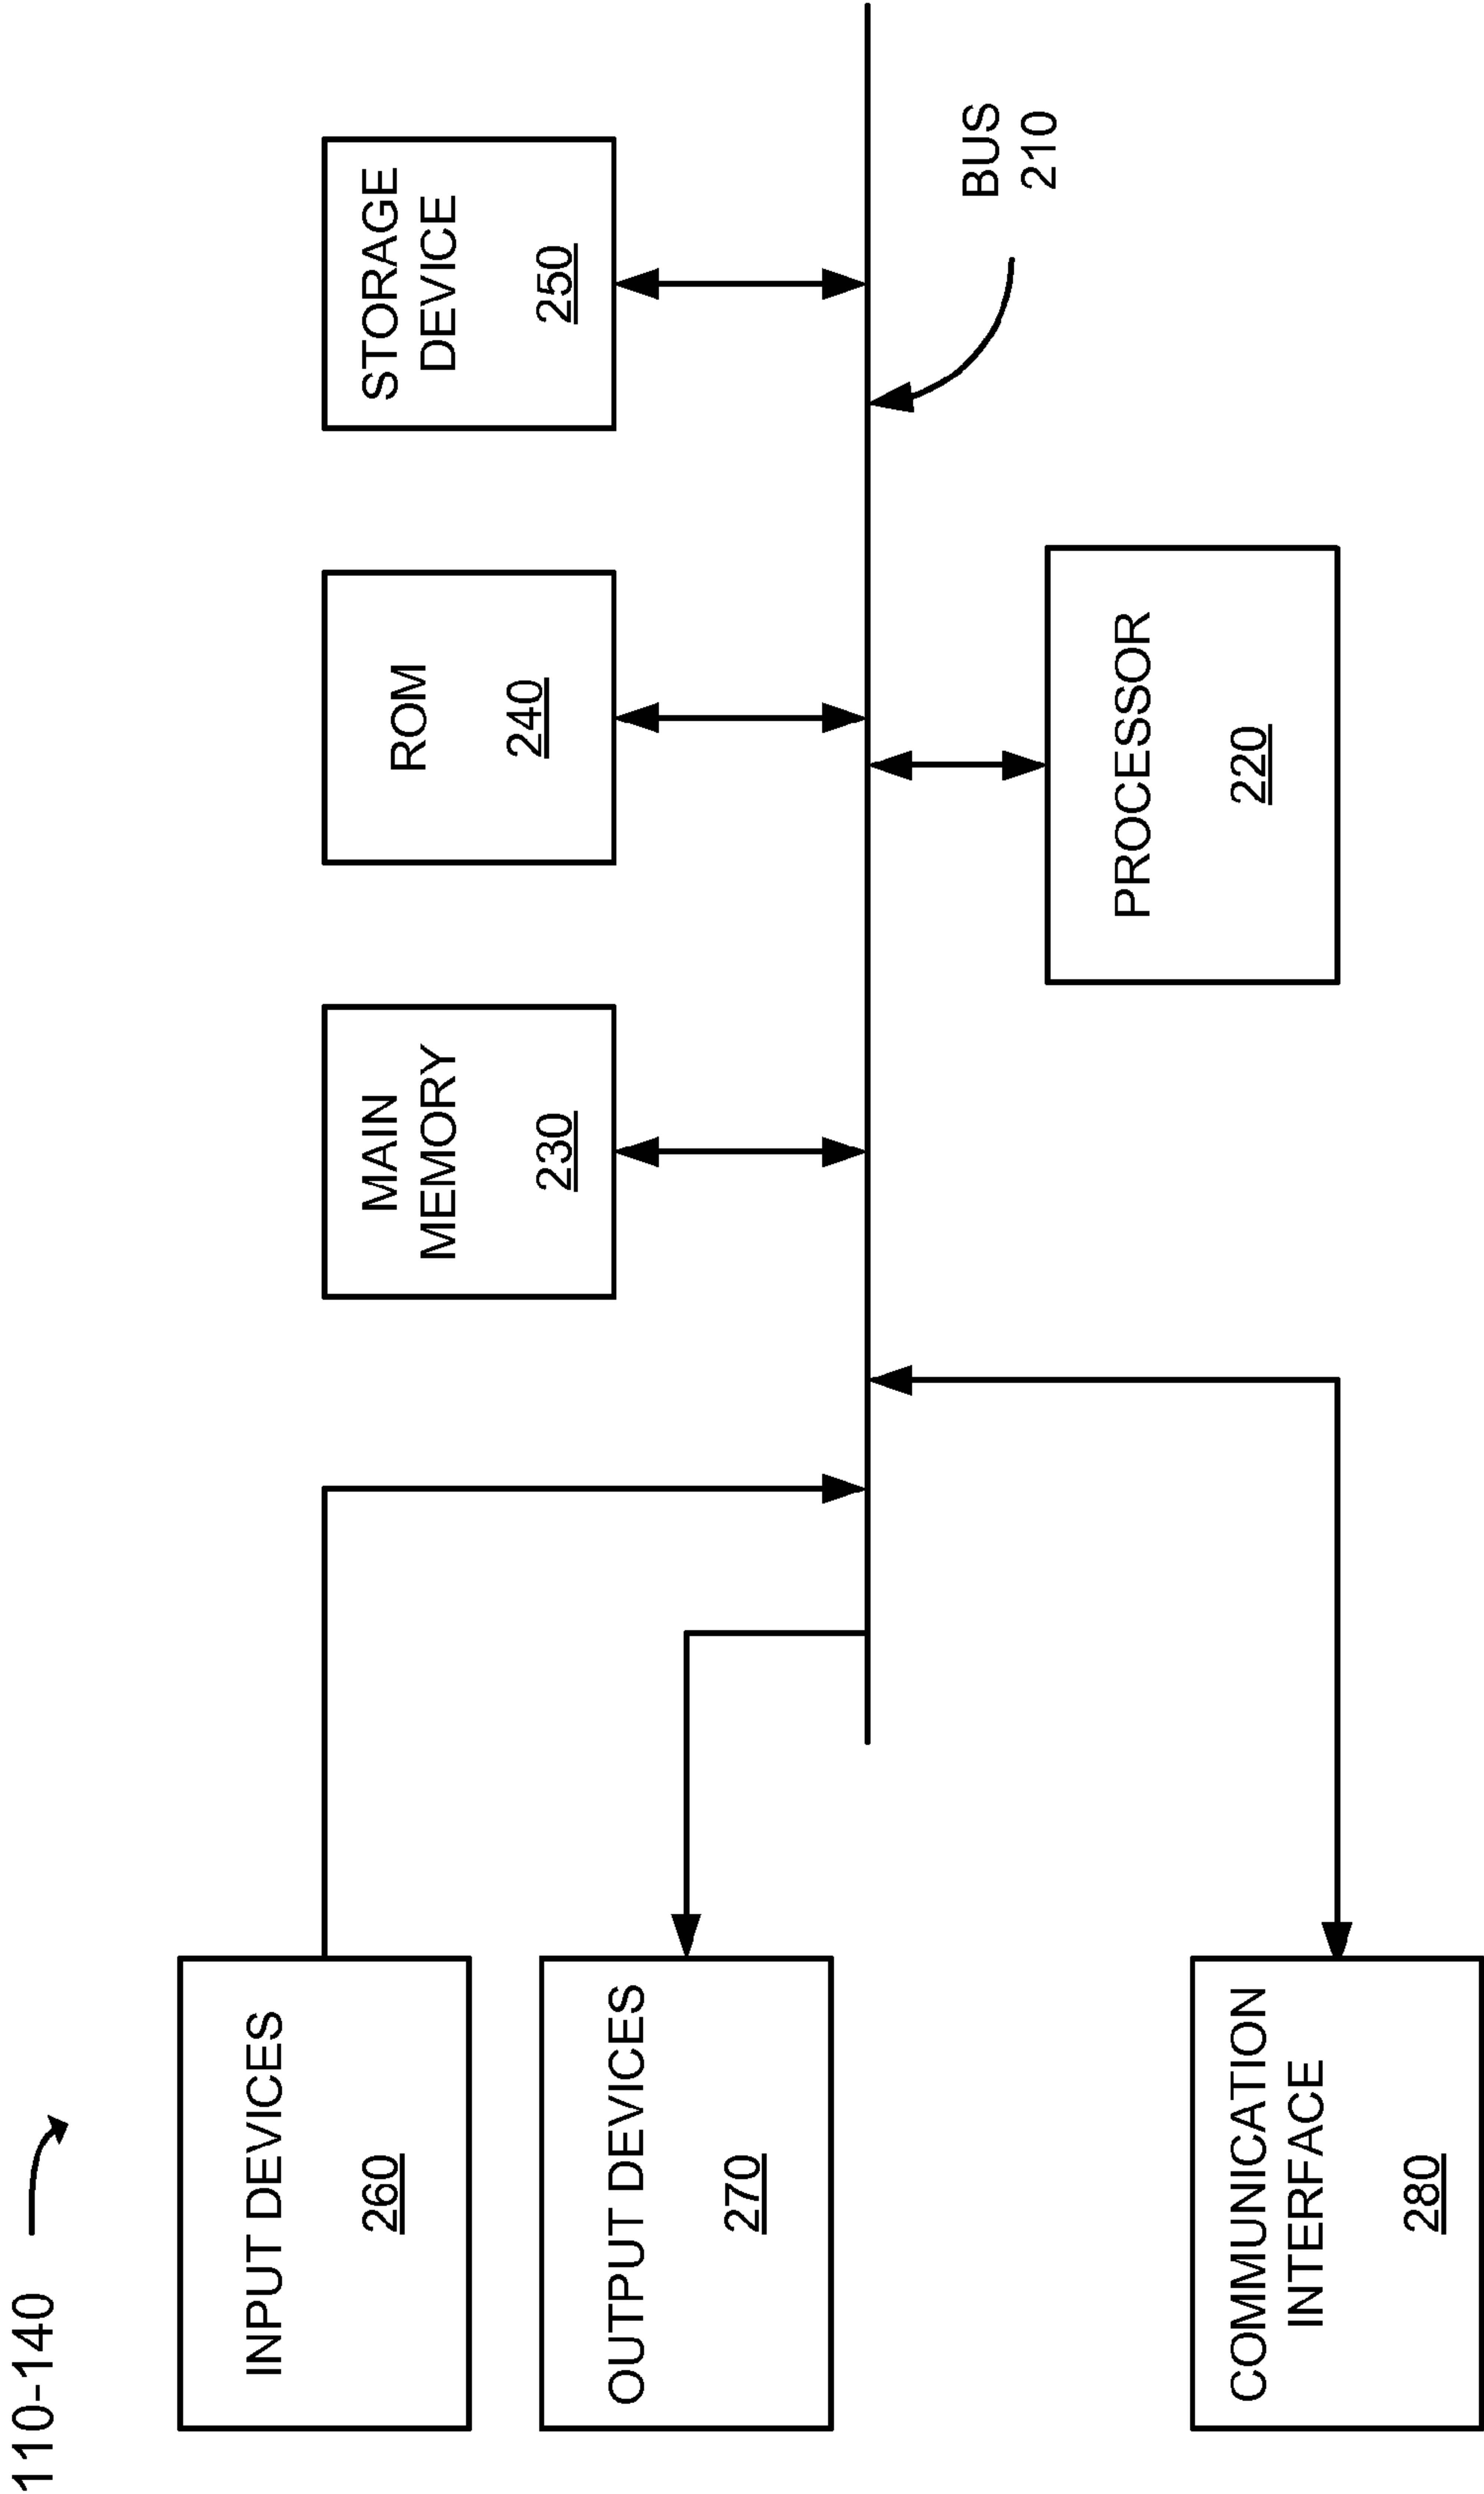 110-140
INPUT DEVICES
260
MAIN
MEMORY
230
ROM
240
STORAGE
DEVICE
250
OUTPUT DEVICES
270
BUS
210
PROCESSOR
220
COMMUNICATION
INTERFACE
280